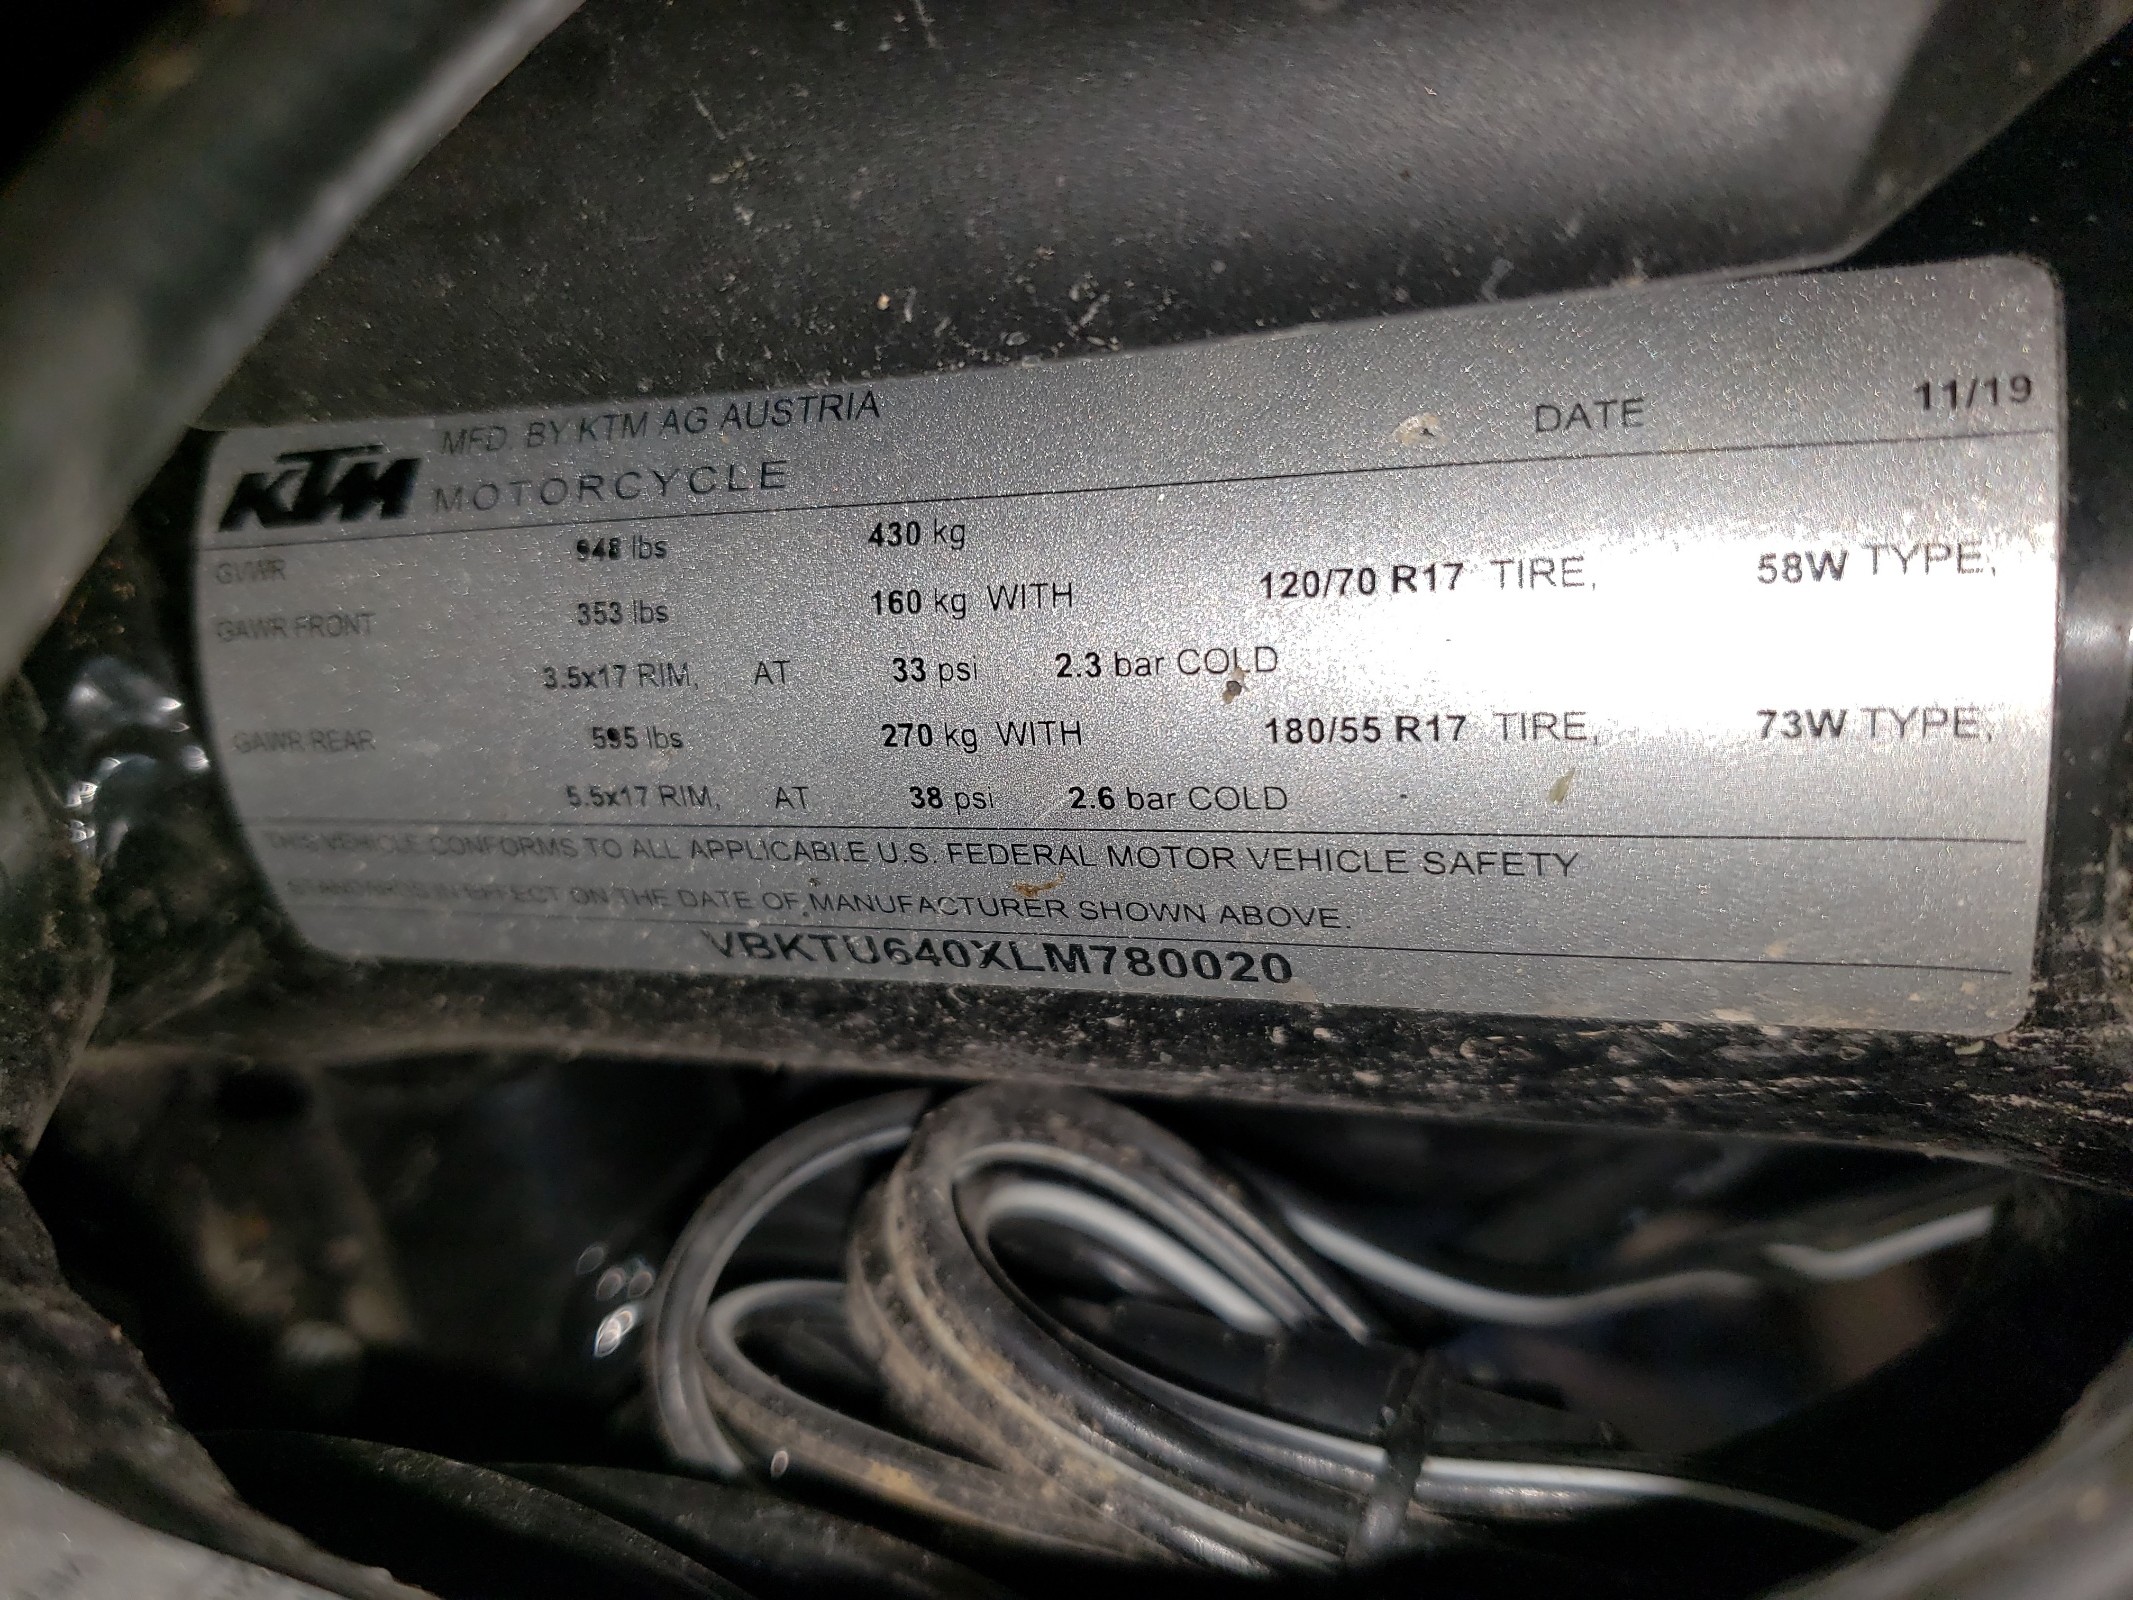 KTM MFD. BY KTM AG AUSTRIA DATE 11/19
MOTORCYCLE
GVWR 948 lbs 430 kg
GAWR FRONT 353 lbs 160 kg WITH 120/70 R17 TIRE, 58W TYPE,
3.5x17 RIM, AT 33 psi 2.3 bar COLD
GAWR REAR 595 lbs 270 kg WITH 180/55 R17 TIRE, 73W TYPE,
5.5x17 RIM, AT 38 psi 2.6 bar COLD
THIS VEHICLE CONFORMS TO ALL APPLICABLE U.S. FEDERAL MOTOR VEHICLE SAFETY
STANDARDS IN EFFECT ON THE DATE OF MANUFACTURER SHOWN ABOVE.
VBKTU640XLM780020